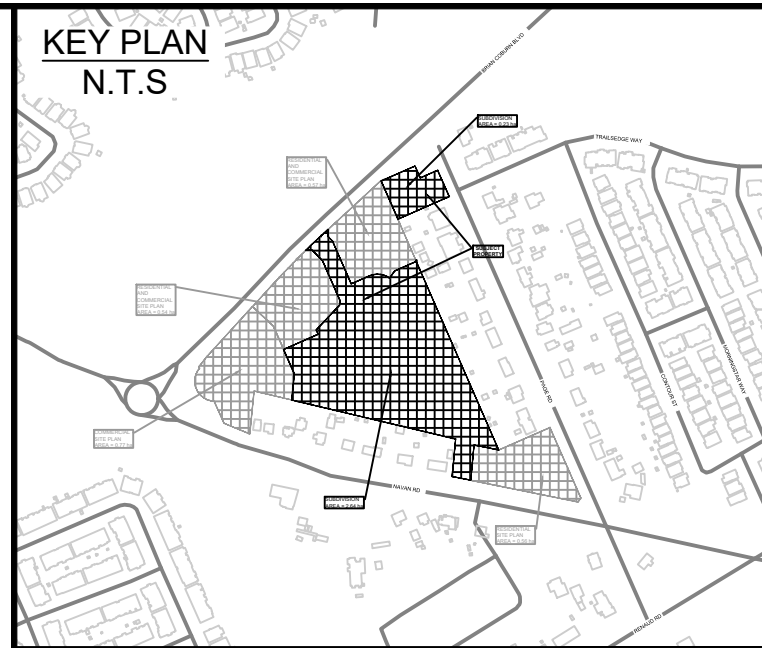 KEY PLAN
N.T.S
BRIAN COBURN BLVD
SUBDIVISION
AREA = 0.23 ha
TRAILSEDGE WAY
RESIDENTIAL
AND
COMMERCIAL
SITE PLAN
AREA = 0.57 ha
SUBJECT
PROPERTY
RESIDENTIAL
AND
COMMERCIAL
SITE PLAN
AREA = 0.54 ha
PAGE RD
CONTOUR ST
MORNINGSTAR WAY
COMMERCIAL
SITE PLAN
AREA = 0.77 ha
NAVAN RD
SUBDIVISION
AREA = 2.64 ha
RESIDENTIAL
SITE PLAN
AREA = 0.58 ha
RENAUD RD